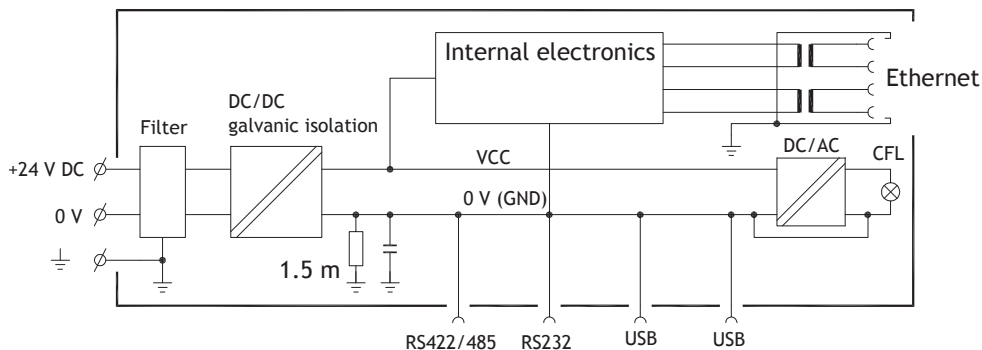 Internal electronics
Ethernet
DC/DC
galvanic isolation
Filter
DC/AC
CFL
+24 V DC
VCC
0 V
0 V (GND)
1.5 m
RS422/485
RS232
USB
USB